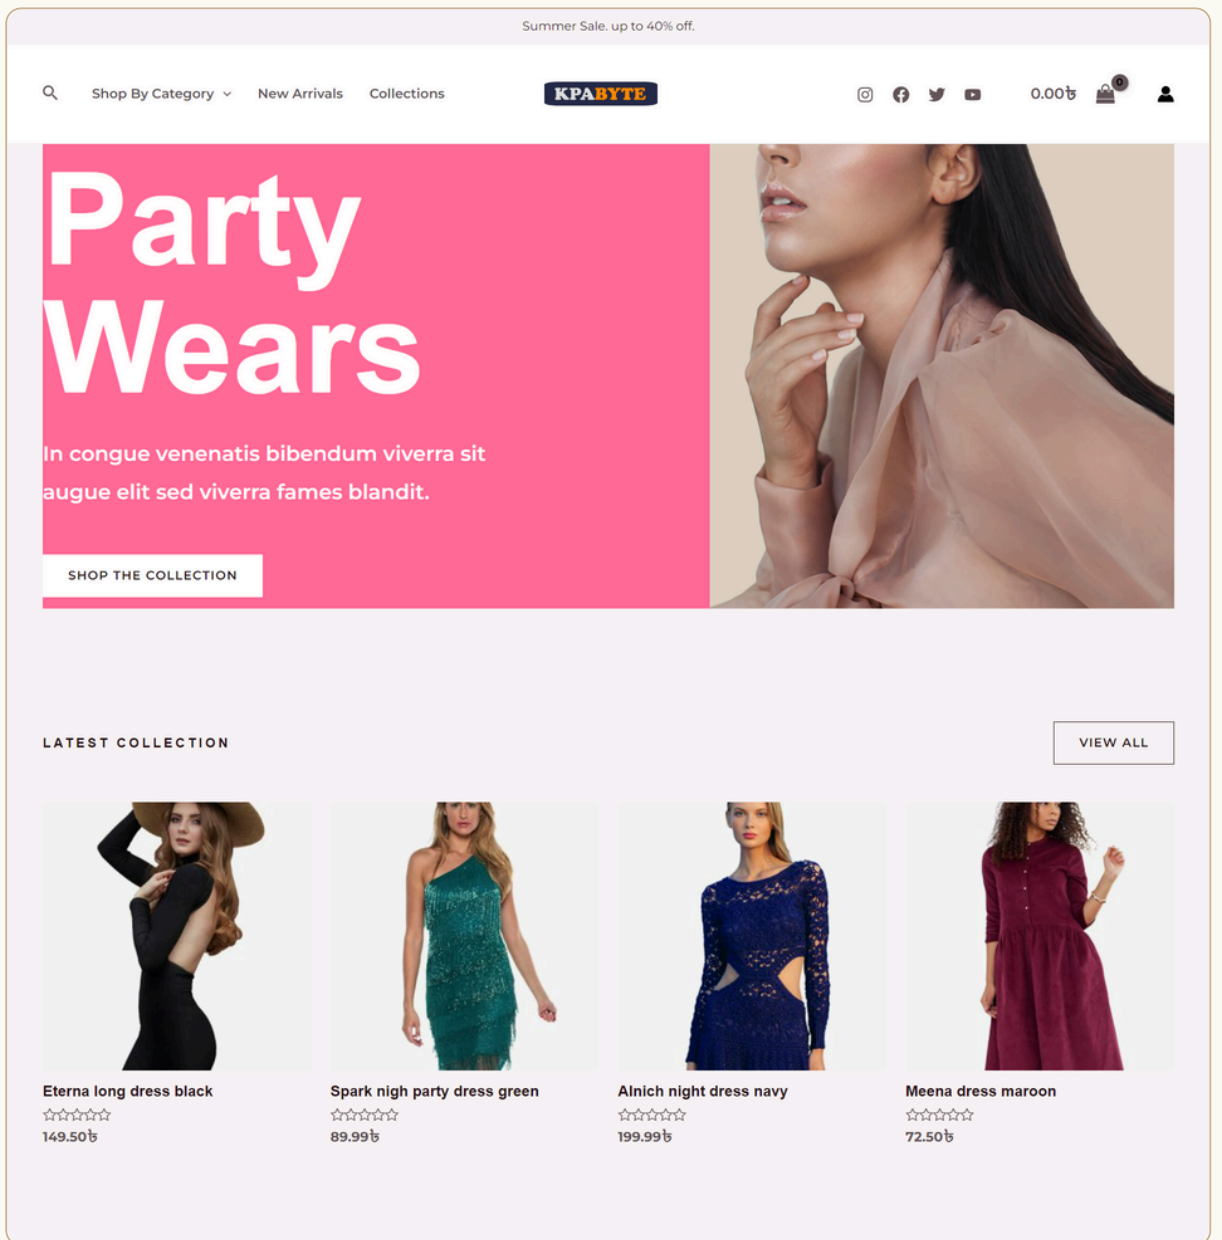 Summer Sale. up to 40% off.
Shop By Category New Arrivals Collections KPABYTE 0.00৳ 0
Party
Wears
In congue venenatis bibendum viverra sit
augue elit sed viverra fames blandit.
SHOP THE COLLECTION
LATEST COLLECTION VIEW ALL
Eterna long dress black
149.50৳
Spark nigh party dress green
89.99৳
Alnich night dress navy
199.99৳
Meena dress maroon
72.50৳